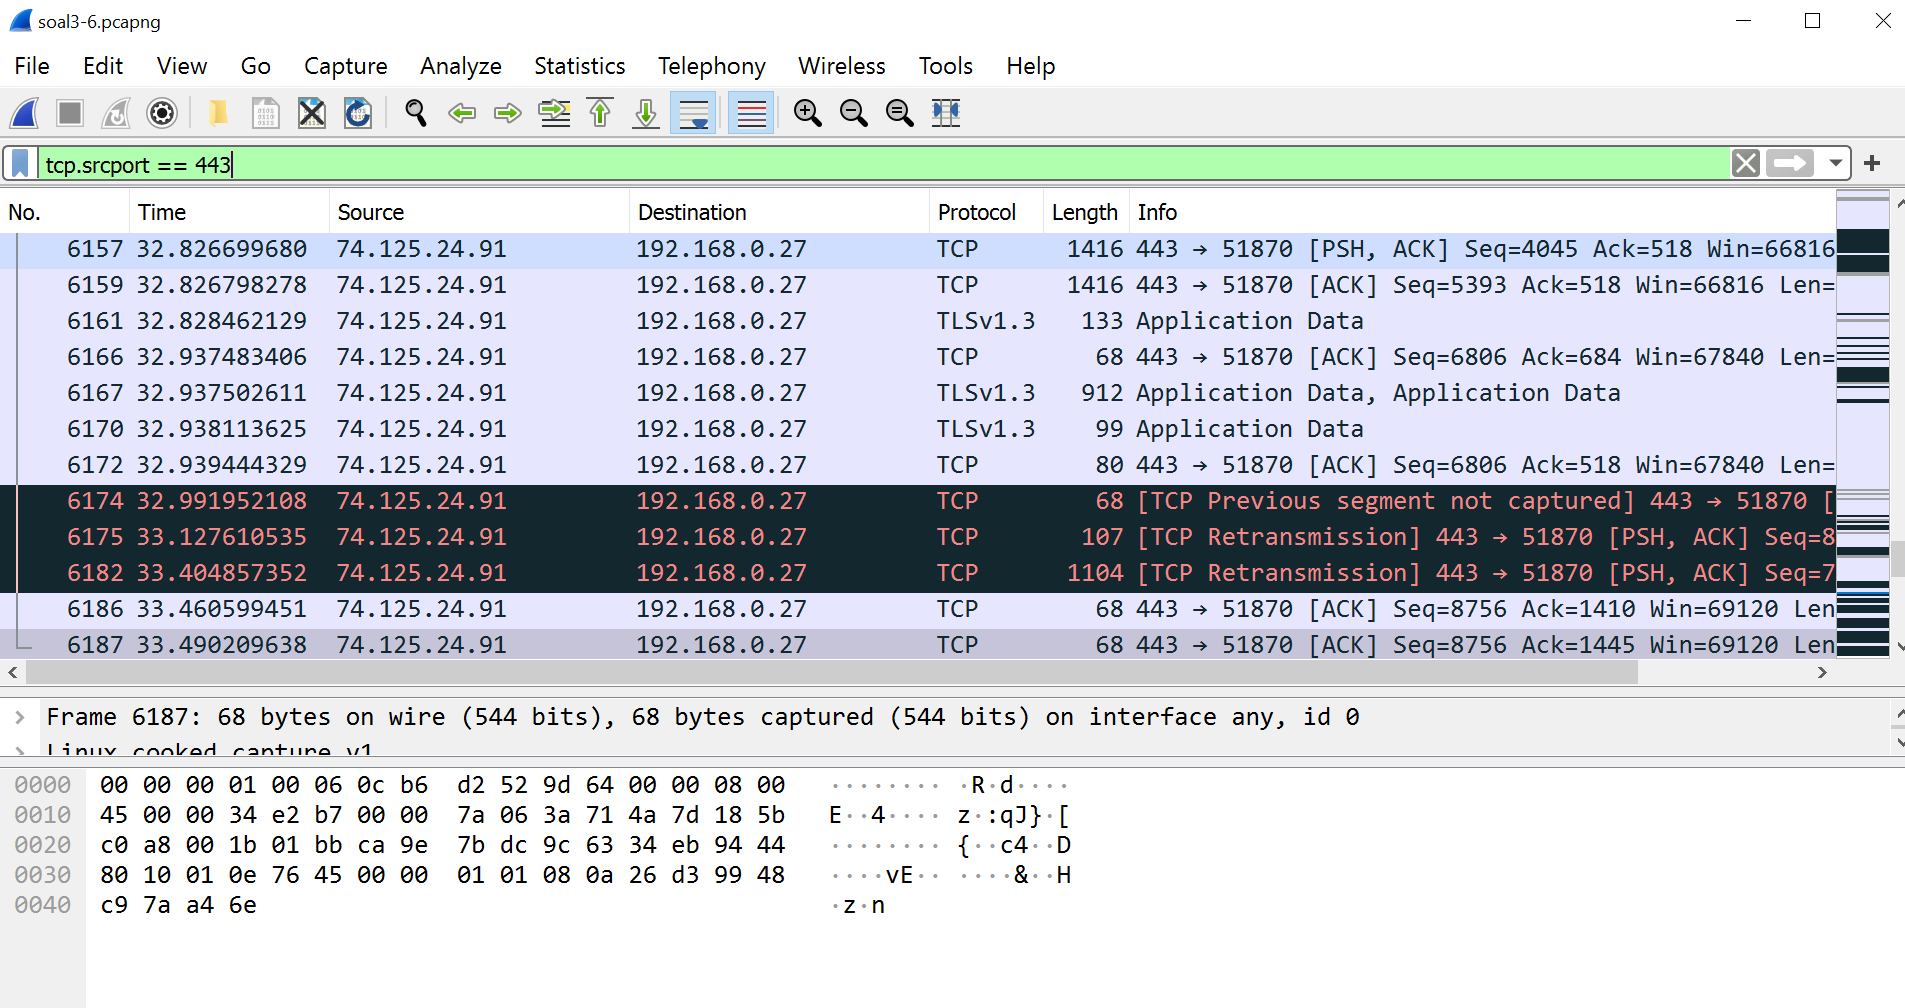 soal3-6.pcapng
File Edit View Go Capture Analyze Statistics Telephony Wireless Tools Help
tcp.srcport == 443
No. Time Source Destination Protocol Length Info
6157 32.826699680 74.125.24.91 192.168.0.27 TCP 1416 443 → 51870 [PSH, ACK] Seq=4045 Ack=518 Win=66816
6159 32.826798278 74.125.24.91 192.168.0.27 TCP 1416 443 → 51870 [ACK] Seq=5393 Ack=518 Win=66816 Len=
6161 32.828462129 74.125.24.91 192.168.0.27 TLSv1.3 133 Application Data
6166 32.937483406 74.125.24.91 192.168.0.27 TCP 68 443 → 51870 [ACK] Seq=6806 Ack=684 Win=67840 Len=
6167 32.937502611 74.125.24.91 192.168.0.27 TLSv1.3 912 Application Data, Application Data
6170 32.938113625 74.125.24.91 192.168.0.27 TLSv1.3 99 Application Data
6172 32.939444329 74.125.24.91 192.168.0.27 TCP 80 443 → 51870 [ACK] Seq=6806 Ack=518 Win=67840 Len=
6174 32.991952108 74.125.24.91 192.168.0.27 TCP 68 [TCP Previous segment not captured] 443 → 51870 [
6175 33.127610535 74.125.24.91 192.168.0.27 TCP 107 [TCP Retransmission] 443 → 51870 [PSH, ACK] Seq=8
6182 33.404857352 74.125.24.91 192.168.0.27 TCP 1104 [TCP Retransmission] 443 → 51870 [PSH, ACK] Seq=7
6186 33.460599451 74.125.24.91 192.168.0.27 TCP 68 443 → 51870 [ACK] Seq=8756 Ack=1410 Win=69120 Len
6187 33.490209638 74.125.24.91 192.168.0.27 TCP 68 443 → 51870 [ACK] Seq=8756 Ack=1445 Win=69120 Len
Frame 6187: 68 bytes on wire (544 bits), 68 bytes captured (544 bits) on interface any, id 0
Linux cooked capture v1
0000 00 00 00 01 00 06 0c b6 d2 52 9d 64 00 00 08 00 ········ ·R·d····
0010 45 00 00 34 e2 b7 00 00 7a 06 3a 71 4a 7d 18 5b E··4···· z·:qJ}·[
0020 c0 a8 00 1b 01 bb ca 9e 7b dc 9c 63 34 eb 94 44 ········ {··c4··D
0030 80 10 01 0e 76 45 00 00 01 01 08 0a 26 d3 99 48 ····vE·· ····&··H
0040 c9 7a a4 6e ·z·n